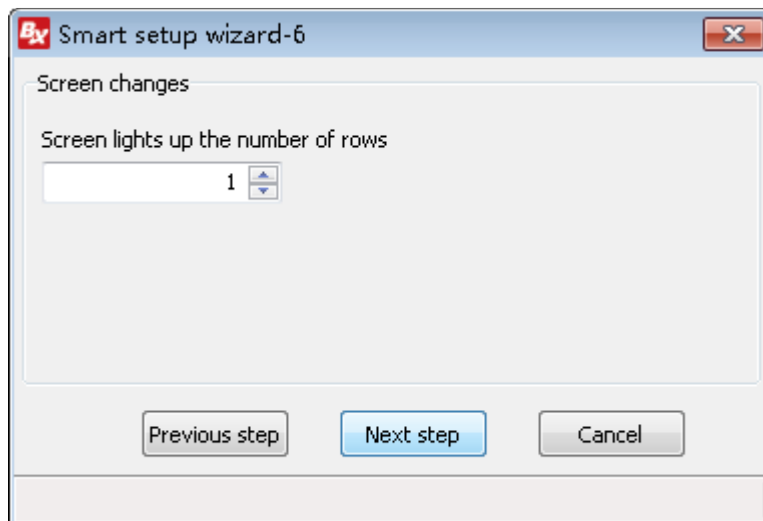 BX Smart setup wizard-6
Screen changes
Screen lights up the number of rows
1
Previous step Next step Cancel